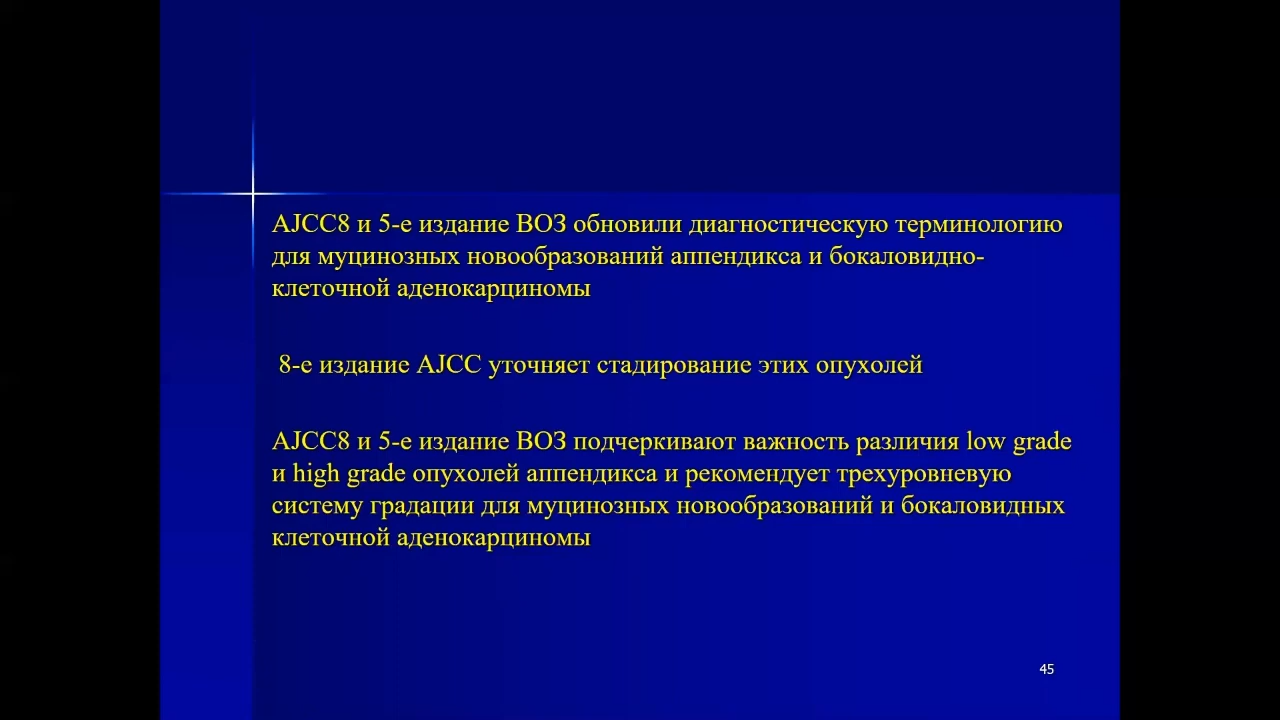 AJCC8 и 5-е издание ВОЗ обновили диагностическую терминологию
для муцинозных новообразований аппендикса и бокаловидно-
клеточной аденокарциномы
8-е издание AJCC уточняет стадирование этих опухолей
AJCC8 и 5-е издание ВОЗ подчеркивают важность различия low grade
и high grade опухолей аппендикса и рекомендует трехуровневую
систему градации для муцинозных новообразований и бокаловидных
клеточной аденокарциномы
45